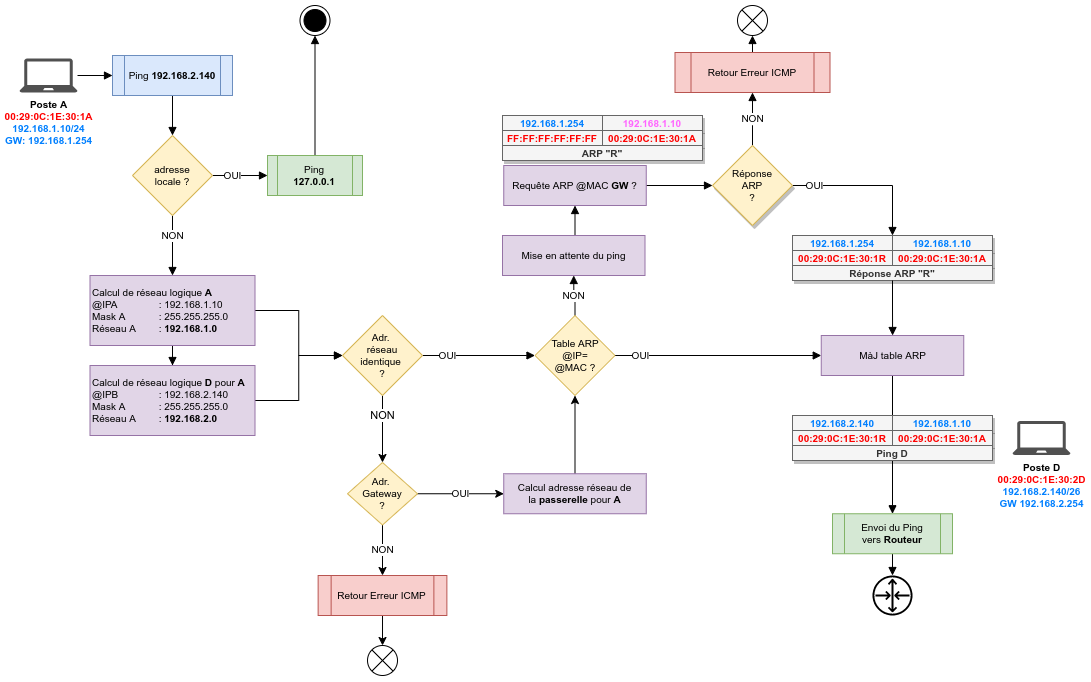 Ping 192.168.2.140
Poste A
00:29:0C:1E:30:1A
192.168.1.10/24
GW: 192.168.1.254
adresse
locale ?
OUI
Ping
127.0.0.1
NON
Calcul de réseau logique A
@IPA : 192.168.1.10
Mask A : 255.255.255.0
Réseau A : 192.168.1.0
Calcul de réseau logique D pour A
@IPB : 192.168.2.140
Mask A : 255.255.255.0
Réseau A : 192.168.2.0
Adr.
réseau
identique
?
OUI
NON
Adr.
Gateway
?
OUI
NON
Retour Erreur ICMP
Calcul adresse réseau de
la passerelle pour A
Table ARP
@IP=
@MAC ?
OUI
NON
Mise en attente du ping
Requête ARP @MAC GW ?
192.168.1.254 192.168.1.10
FF:FF:FF:FF:FF:FF 00:29:0C:1E:30:1A
ARP "R"
Réponse
ARP
?
NON
Retour Erreur ICMP
OUI
192.168.1.254 192.168.1.10
00:29:0C:1E:30:1R 00:29:0C:1E:30:1A
Réponse ARP "R"
MàJ table ARP
192.168.2.140 192.168.1.10
00:29:0C:1E:30:1R 00:29:0C:1E:30:1A
Ping D
Poste D
00:29:0C:1E:30:2D
192.168.2.140/26
GW 192.168.2.254
Envoi du Ping
vers Routeur